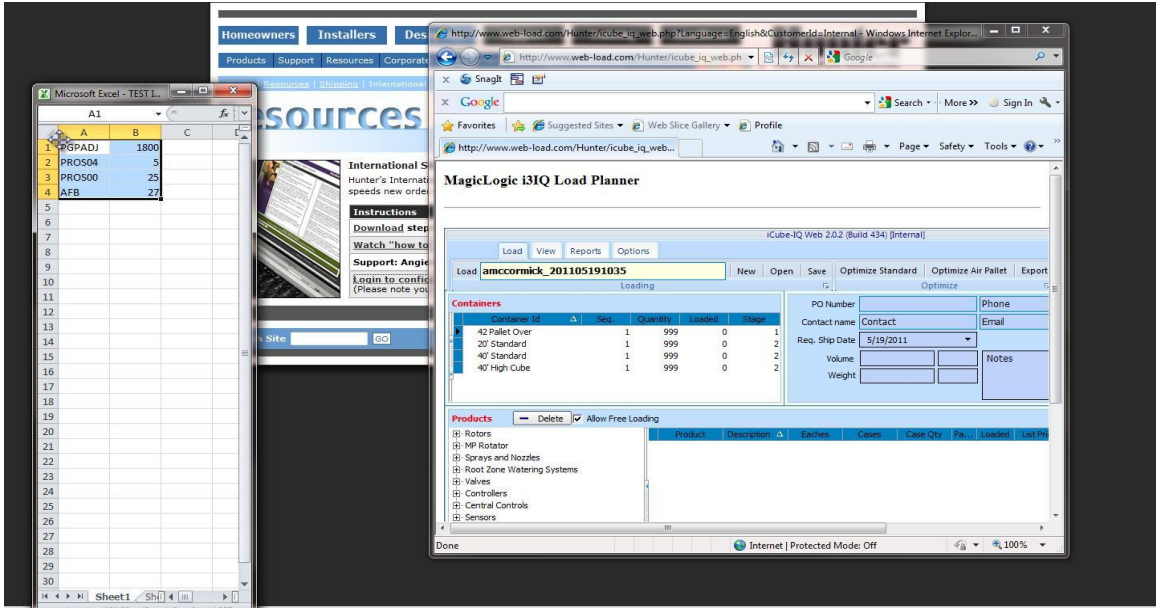 Homeowners Installers Des
Products Support Resources Corporate
Resources | Shipping | International
esources
International S
Hunter's Internati
speeds new order
Instructions
Download step
Watch "how to
Support: Angie
Login to config
(Please note you
Site GO
Microsoft Excel - TEST I...
A1 fx
A B C
1 PGPADJ 1800
2 PROS04 5
3 PROS00 25
4 AFB 27
5
6
7
8
9
10
11
12
13
14
15
16
17
18
19
20
21
22
23
24
25
26
27
28
29
30
Sheet1 Sh
http://www.web-load.com/Hunter/icube_iq_web.php?Language=English&CustomerId=Internal - Windows Internet Explor...
http://www.web-load.com/Hunter/icube_iq_web.ph Google
x SnagIt
x Google Search More >> Sign In
Favorites Suggested Sites Web Slice Gallery Profile
http://www.web-load.com/Hunter/icube_iq_web... Page Safety Tools
MagicLogic i3IQ Load Planner
iCube-IQ Web 2.0.2 (Build 434) [Internal]
Load View Reports Options
Load amccormick_201105191035 New Open Save Optimize Standard Optimize Air Pallet Export
Loading Optimize
Containers
Container Id Seq. Quantity Loaded Stage
42 Pallet Over 1 999 0 1
20' Standard 1 999 0 2
40' Standard 1 999 0 2
40' High Cube 1 999 0 2
PO Number Phone
Contact name Contact Email
Req. Ship Date 5/19/2011
Volume Notes
Weight
Products Delete Allow Free Loading
Product Description Eaches Cases Case Qty Pa... Loaded List Pri
Rotors
MP Rotator
Sprays and Nozzles
Root Zone Watering Systems
Valves
Controllers
Central Controls
Sensors
Done Internet | Protected Mode: Off 100%